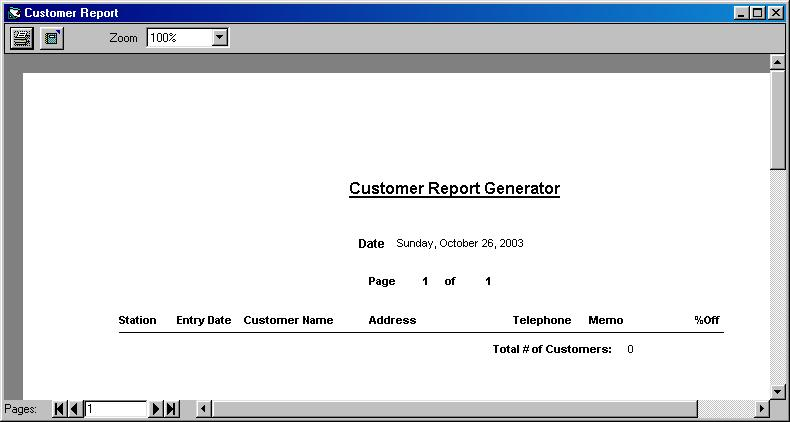 Customer Report
Zoom 100%
Customer Report Generator
Date Sunday, October 26, 2003
Page 1 of 1
Station Entry Date Customer Name Address Telephone Memo %Off
Total # of Customers: 0
Pages: 1